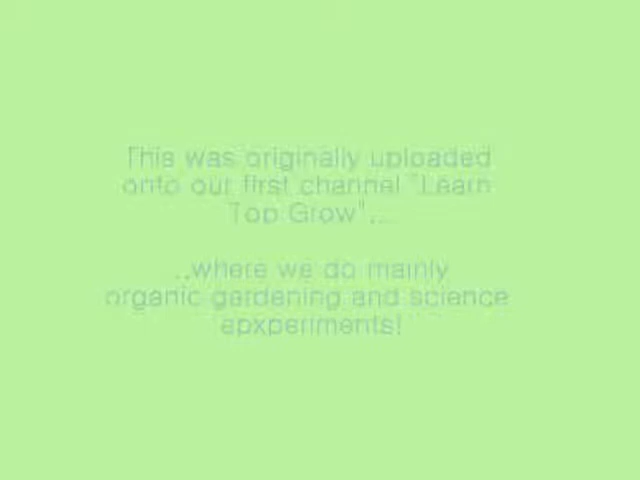 This was originally uploaded
onto our first channel "Learn
Top Grow"...
..where we do mainly
organic gardening and science
epxperiments!